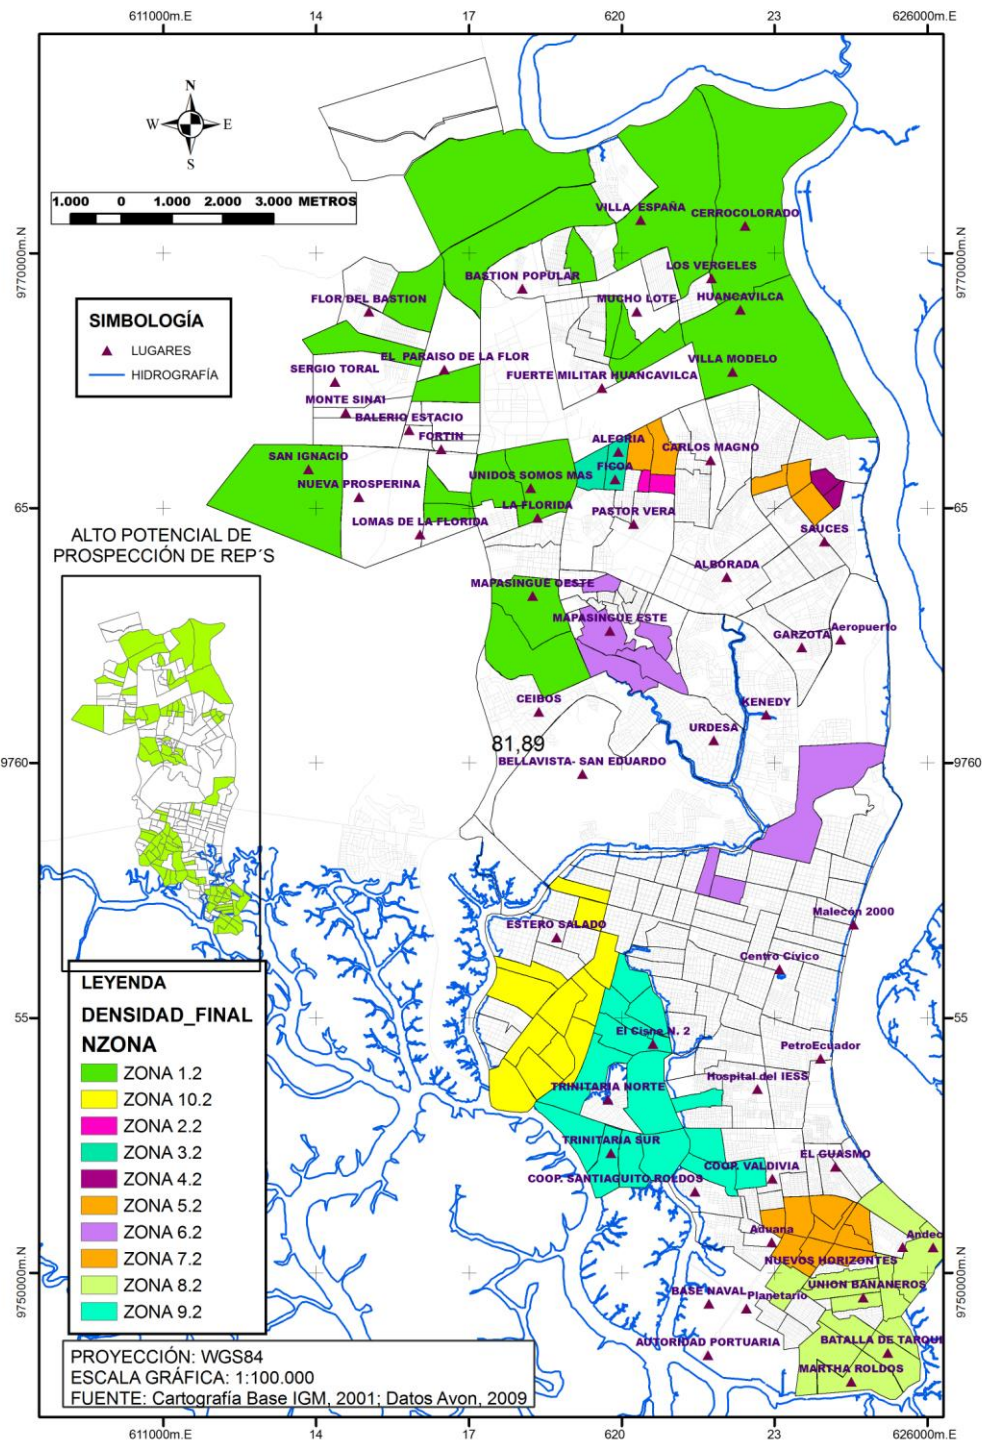 611000m.E 14 17 620 23 626000m.E
N
W E
S
1.000 0 1.000 2.000 3.000 METROS
9770000m.N
9770000m.N
SIMBOLOGÍA
LUGARES
HIDROGRAFÍA
VILLA ESPAÑA
CERROCOLORADO
LOS VERGELES
BASTION POPULAR
FLOR DEL BASTION
MUCHO LOTE
HUANCAVILCA
EL PARAISO DE LA FLOR
VILLA MODELO
SERGIO TORAL
FUERTE MILITAR HUANCAVILCA
MONTE SINAI
BALERIO ESTACIO
FORTIN
ALEGRIA
CARLOS MAGNO
SAN IGNACIO
FICOA
UNIDOS SOMOS MAS
NUEVA PROSPERINA
LA FLORIDA
PASTOR VERA
65
65
LOMAS DE LA FLORIDA
SAUCES
ALTO POTENCIAL DE
PROSPECCIÓN DE REP´S
ALBORADA
MAPASINGUE OESTE
MAPASINGUE ESTE
GARZOTA
Aeropuerto
CEIBOS
KENEDY
URDESA
81,89
BELLAVISTA- SAN EDUARDO
9760
9760
Malecón 2000
ESTERO SALADO
Centro Cívico
LEYENDA
DENSIDAD_FINAL
NZONA
ZONA 1.2
ZONA 10.2
ZONA 2.2
ZONA 3.2
ZONA 4.2
ZONA 5.2
ZONA 6.2
ZONA 7.2
ZONA 8.2
ZONA 9.2
55
55
El Cisne N. 2
PetroEcuador
TRINITARIA NORTE
Hospital del IESS
TRINITARIA SUR
EL GUASMO
COOP. VALDIVIA
COOP. SANTIAGUITO ROLDOS
Aduana
Andec
NUEVOS HORIZONTES
9750000m.N
9750000m.N
UNION BANANEROS
BASE NAVAL
Planetario
AUTORIDAD PORTUARIA
BATALLA DE TARQUI
MARTHA ROLDOS
PROYECCIÓN: WGS84
ESCALA GRÁFICA: 1:100.000
FUENTE: Cartografía Base IGM, 2001; Datos Avon, 2009
611000m.E 14 17 620 23 626000m.E